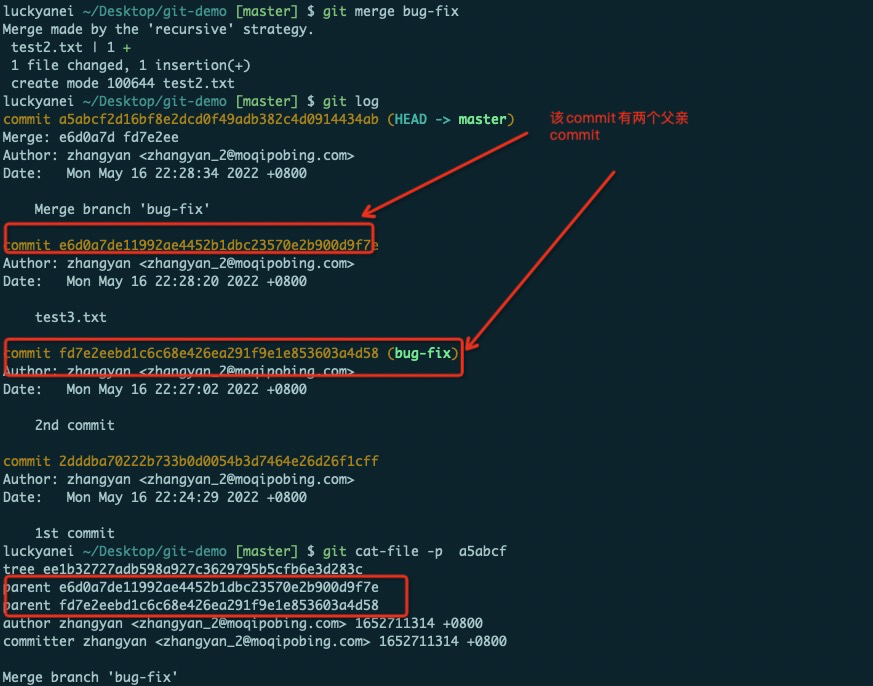 luckyanei ~/Desktop/git-demo [master] $ git merge bug-fix
Merge made by the 'recursive' strategy.
 test2.txt | 1 +
 1 file changed, 1 insertion(+)
 create mode 100644 test2.txt
luckyanei ~/Desktop/git-demo [master] $ git log
commit a5abcf2d16bf8e2dcd0f49adb382c4d0914434ab (HEAD -> master)
该commit有两个父亲
commit
Merge: e6d0a7d fd7e2ee
Author: zhangyan <zhangyan_2@moqipobing.com>
Date:   Mon May 16 22:28:34 2022 +0800
    Merge branch 'bug-fix'
commit e6d0a7de11992ae4452b1dbc23570e2b900d9f7e
Author: zhangyan <zhangyan_2@moqipobing.com>
Date:   Mon May 16 22:28:20 2022 +0800
    test3.txt
commit fd7e2eebd1c6c68e426ea291f9e1e853603a4d58 (bug-fix)
Author: zhangyan <zhangyan_2@moqipobing.com>
Date:   Mon May 16 22:27:02 2022 +0800
    2nd commit
commit 2dddba70222b733b0d0054b3d7464e26d26f1cff
Author: zhangyan <zhangyan_2@moqipobing.com>
Date:   Mon May 16 22:24:29 2022 +0800
    1st commit
luckyanei ~/Desktop/git-demo [master] $ git cat-file -p  a5abcf
tree ee1b32727adb598a927c3629795b5cfb6e3d283c
parent e6d0a7de11992ae4452b1dbc23570e2b900d9f7e
parent fd7e2eebd1c6c68e426ea291f9e1e853603a4d58
author zhangyan <zhangyan_2@moqipobing.com> 1652711314 +0800
committer zhangyan <zhangyan_2@moqipobing.com> 1652711314 +0800
Merge branch 'bug-fix'